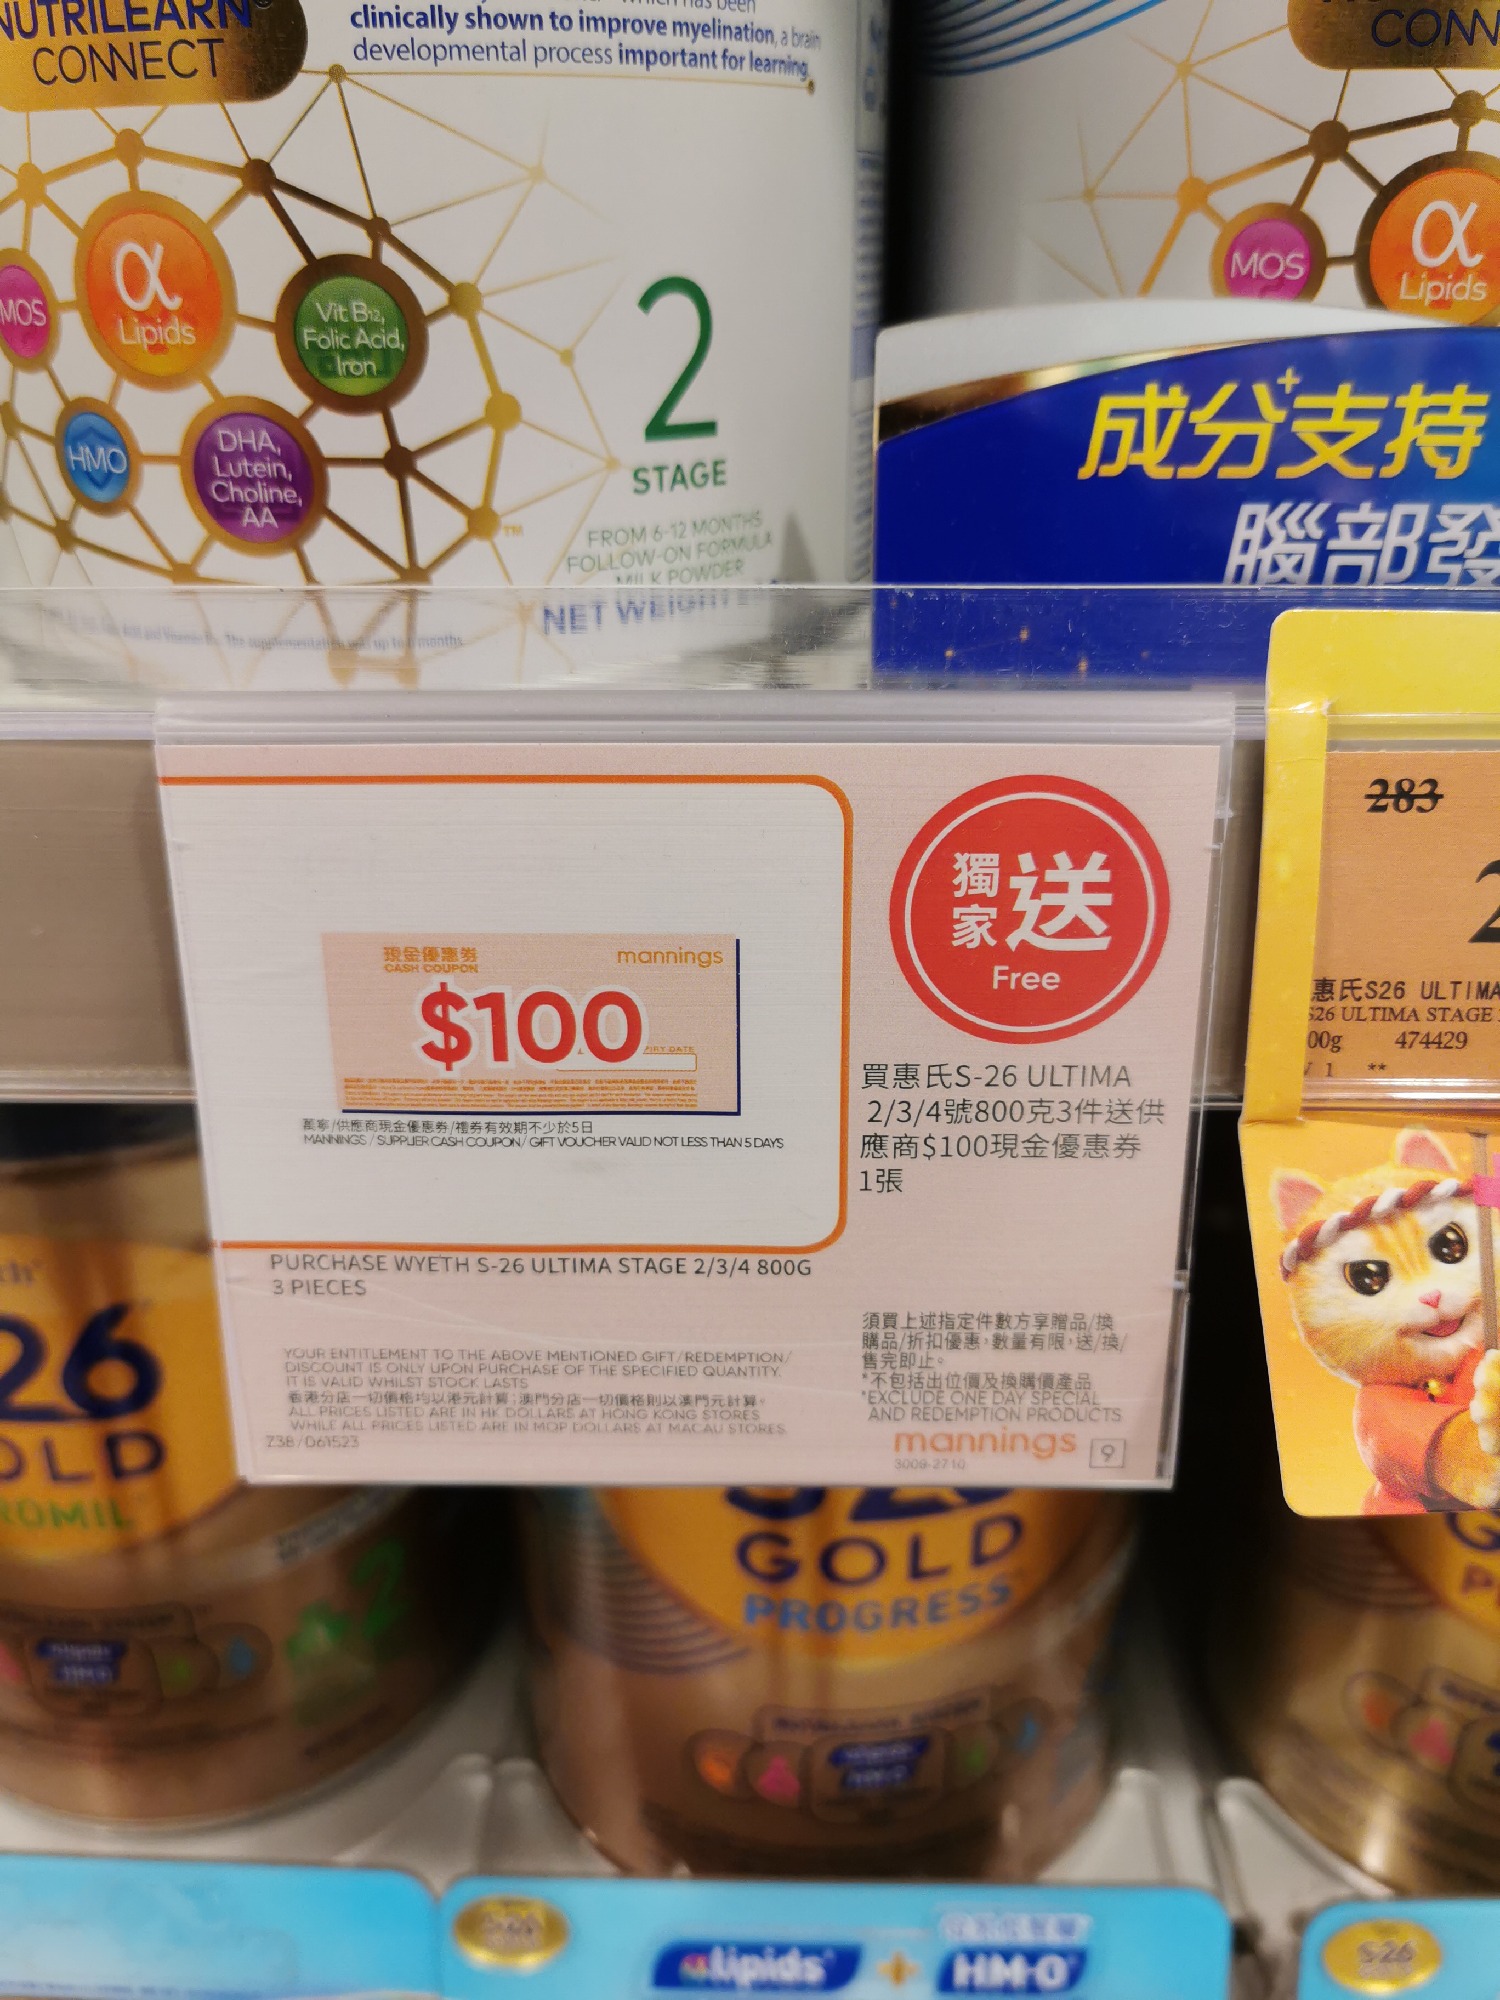 NUTRILEARN
CONNECT
clinically shown to improve myelination, a brain
developmental process important for learning.
MOS
α
Lipids
Vit B12,
Folic Acid,
Iron
HMO
DHA,
Lutein,
Choline,
AA
2
STAGE
FROM 6-12 MONTHS
FOLLOW-ON FORMULA
MILK POWDER
NET WEIGHT
CONN
MOS
α
Lipids
成分+支持
腦部發
獨家送
Free
現金優惠券
CASH COUPON
mannings
$100
萬寧/供應商現金優惠券/禮券有效期不少於5日
MANNINGS / SUPPLIER CASH COUPON/ GIFT VOUCHER VALID NOT LESS THAN 5 DAYS
買惠氏S-26 ULTIMA
2/3/4號800克3件送供
應商$100現金優惠券
1張
PURCHASE WYETH S-26 ULTIMA STAGE 2/3/4 800G
3 PIECES
YOUR ENTITLEMENT TO THE ABOVE MENTIONED GIFT/REDEMPTION/
DISCOUNT IS ONLY UPON PURCHASE OF THE SPECIFIED QUANTITY.
IT IS VALID WHILST STOCK LASTS
香港分店一切價格均以港元計算;澳門分店一切價格則以澳門元計算。
ALL PRICES LISTED ARE IN HK DOLLARS AT HONG KONG STORES
WHILE ALL PRICES LISTED ARE IN MOP DOLLARS AT MACAU STORES.
Z3B/061523
須買上述指定件數方享贈品/換
購品/折扣優惠,數量有限,送/換/
售完即止。
*不包括出位價及換購價產品
*EXCLUDE ONE DAY SPECIAL
AND REDEMPTION PRODUCTS
mannings 9
3009-2710
283
2
惠氏S26 ULTIMA
S26 ULTIMA STAGE
00g 474429
1 **
26
OLD
ROMIL
2
GOLD
PROGRESS
Lipids + HM-O
S-26